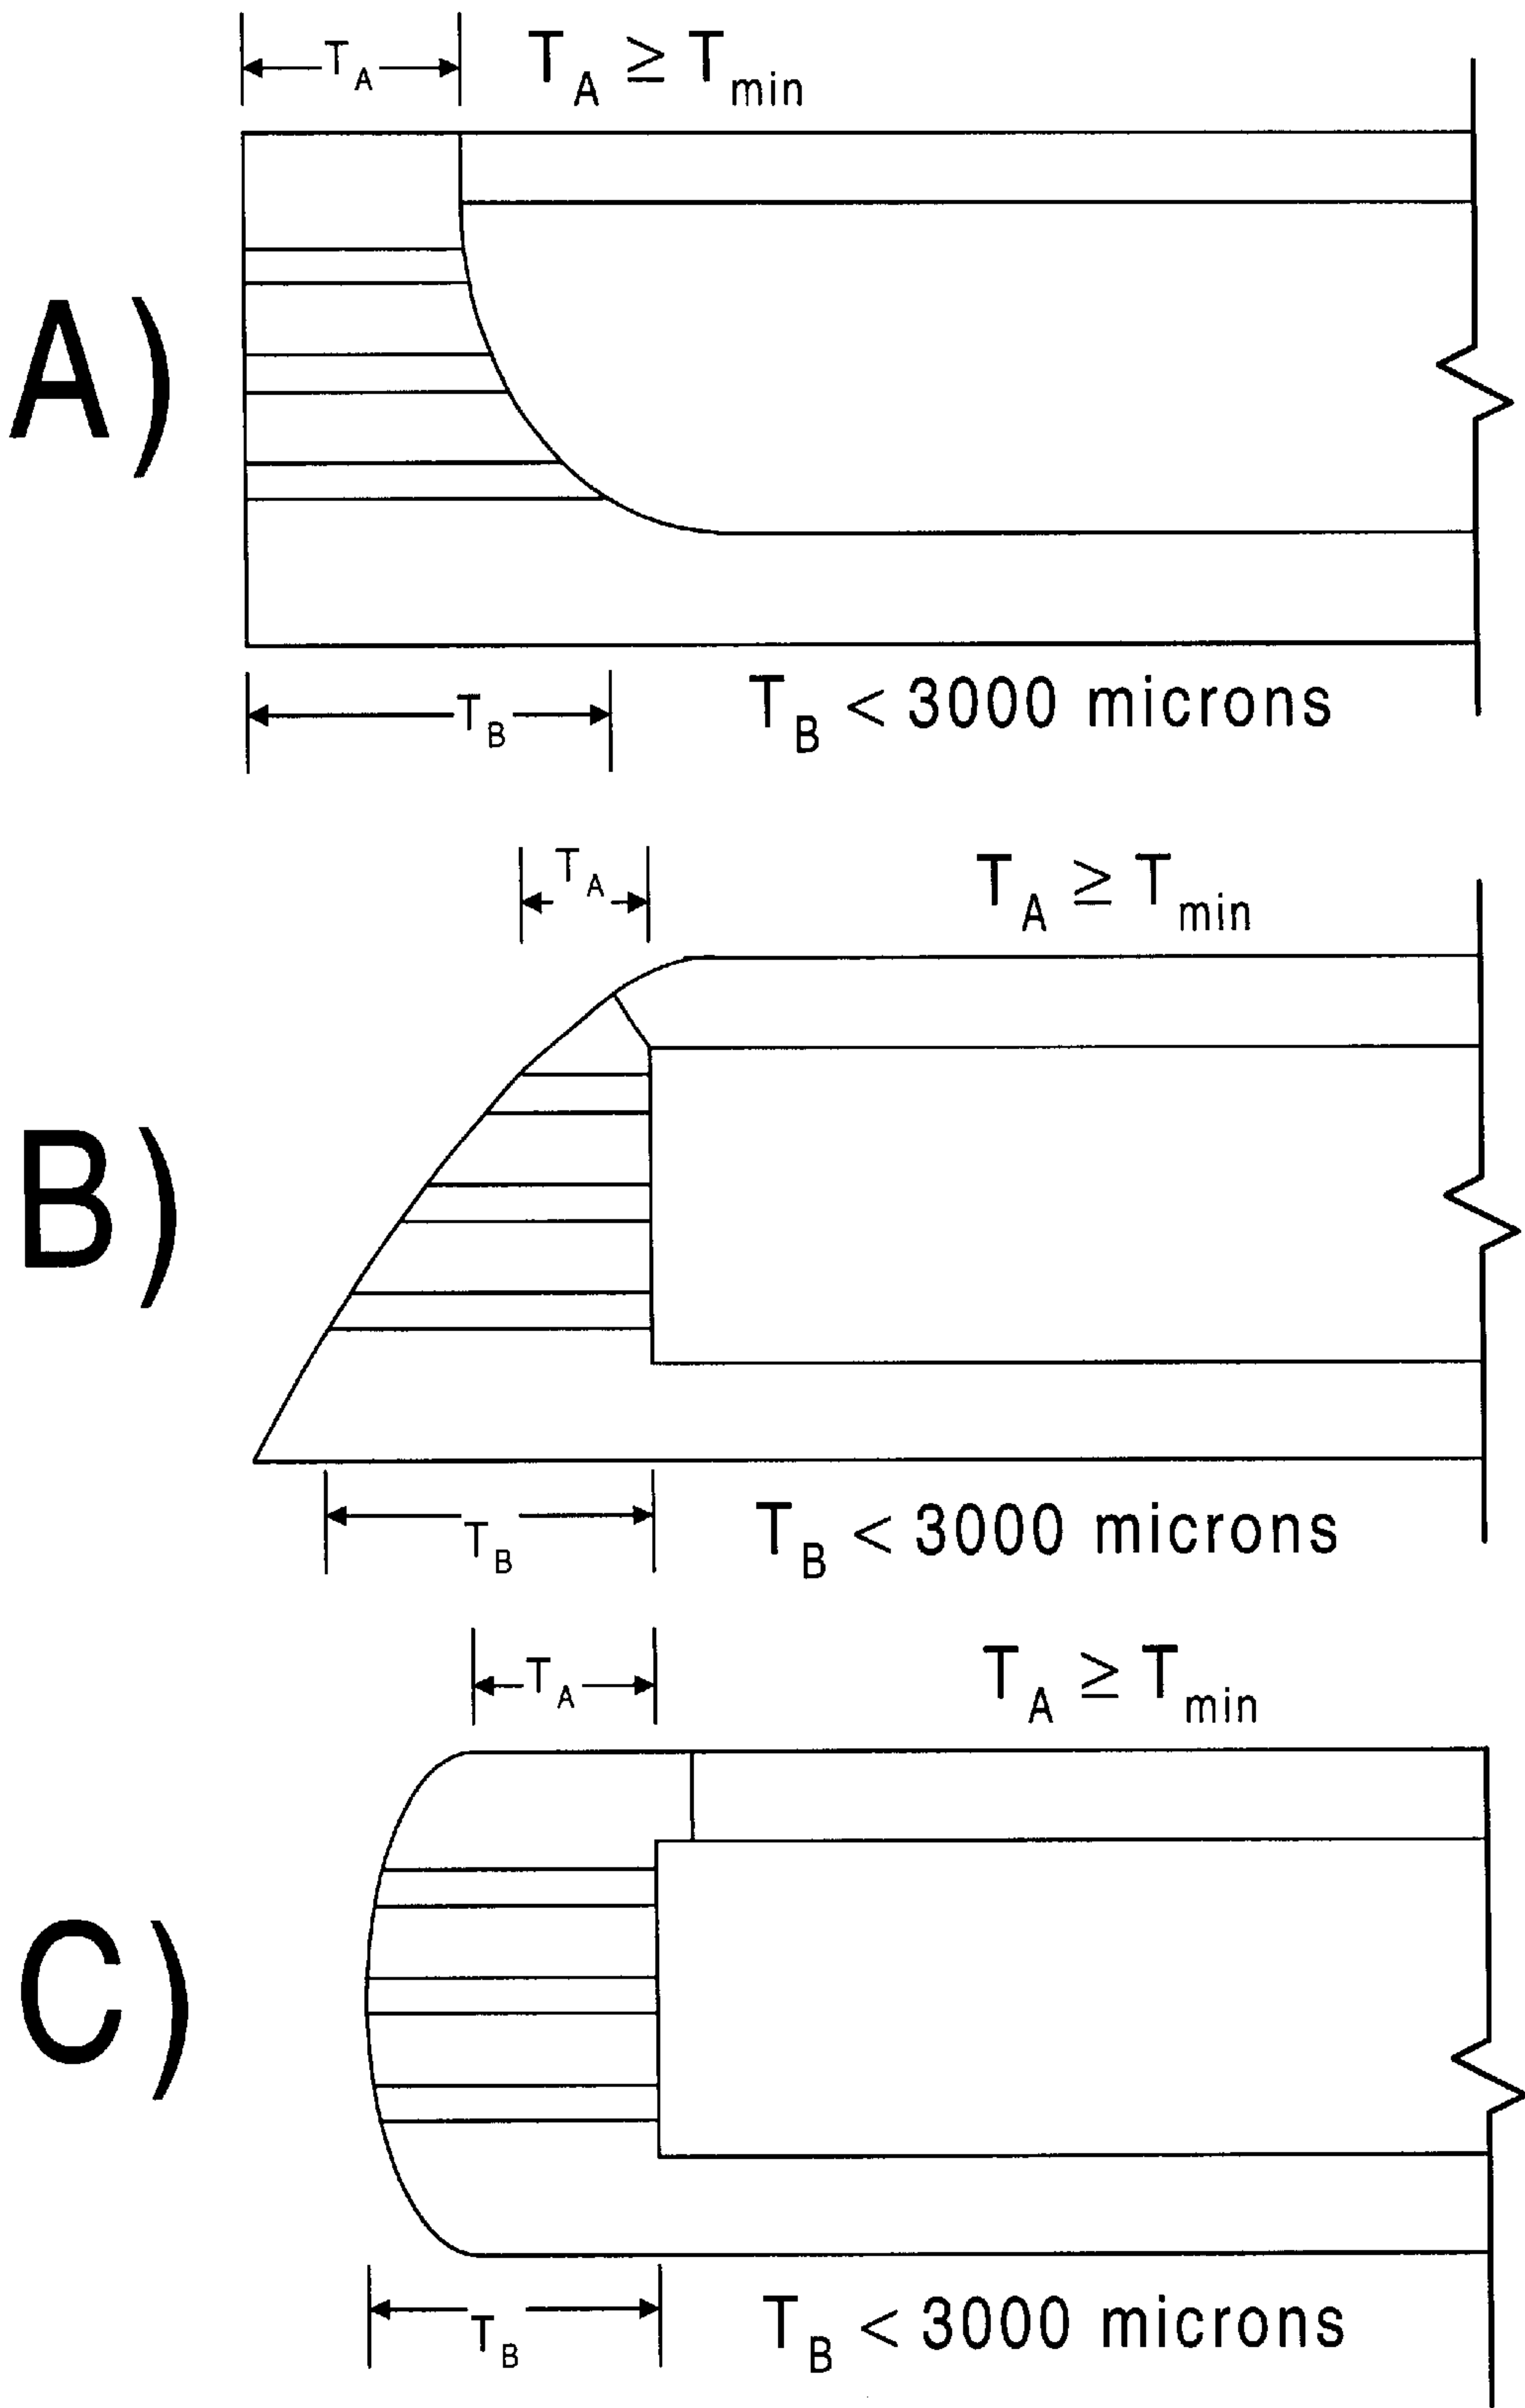 T_A T_A ≥ T_min
A)
T_B T_B < 3000 microns
T_A T_A ≥ T_min
B)
T_B T_B < 3000 microns
T_A T_A ≥ T_min
C)
T_B T_B < 3000 microns